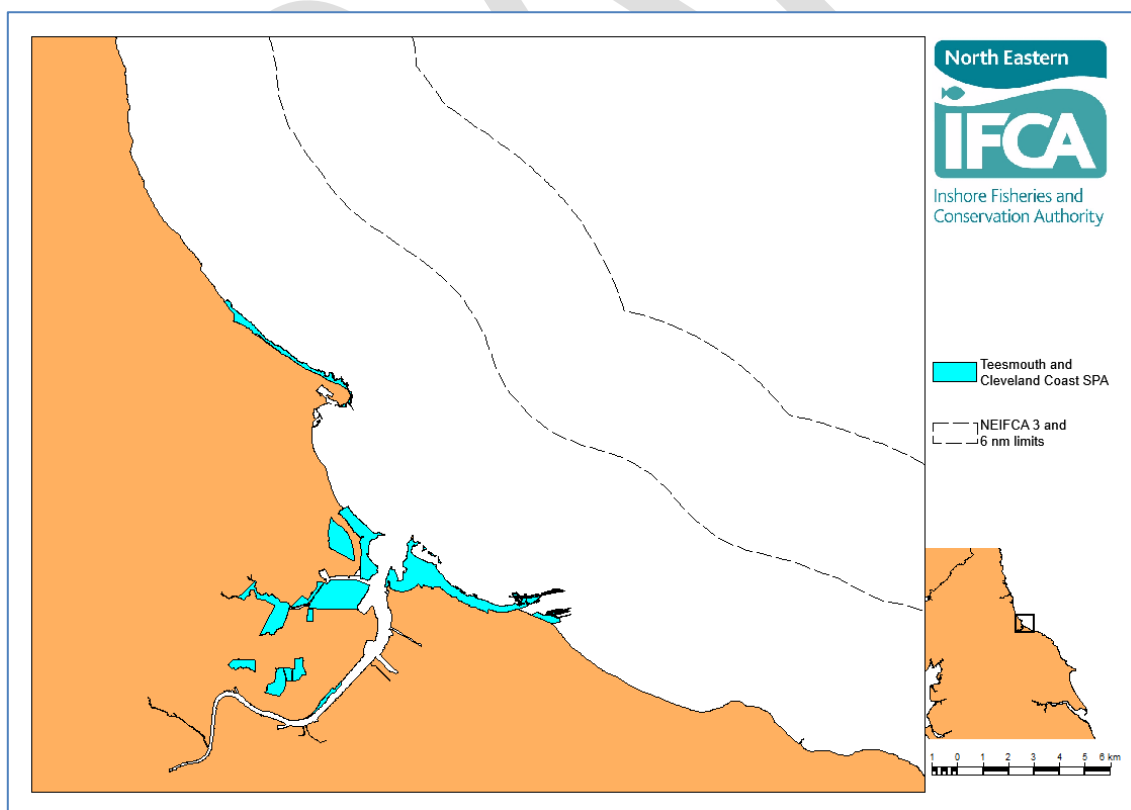 North Eastern
IFCA
Inshore Fisheries and
Conservation Authority
Teesmouth and
Cleveland Coast SPA
NEIFCA 3 and
6 nm limits
1 0 1 2 3 4 5 6 km